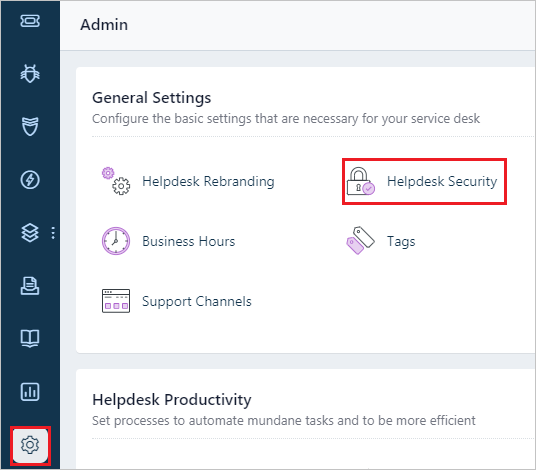 Admin
General Settings
Configure the basic settings that are necessary for your service desk
Helpdesk Rebranding
Helpdesk Security
Business Hours
Tags
Support Channels
Helpdesk Productivity
Set processes to automate mundane tasks and to be more efficient